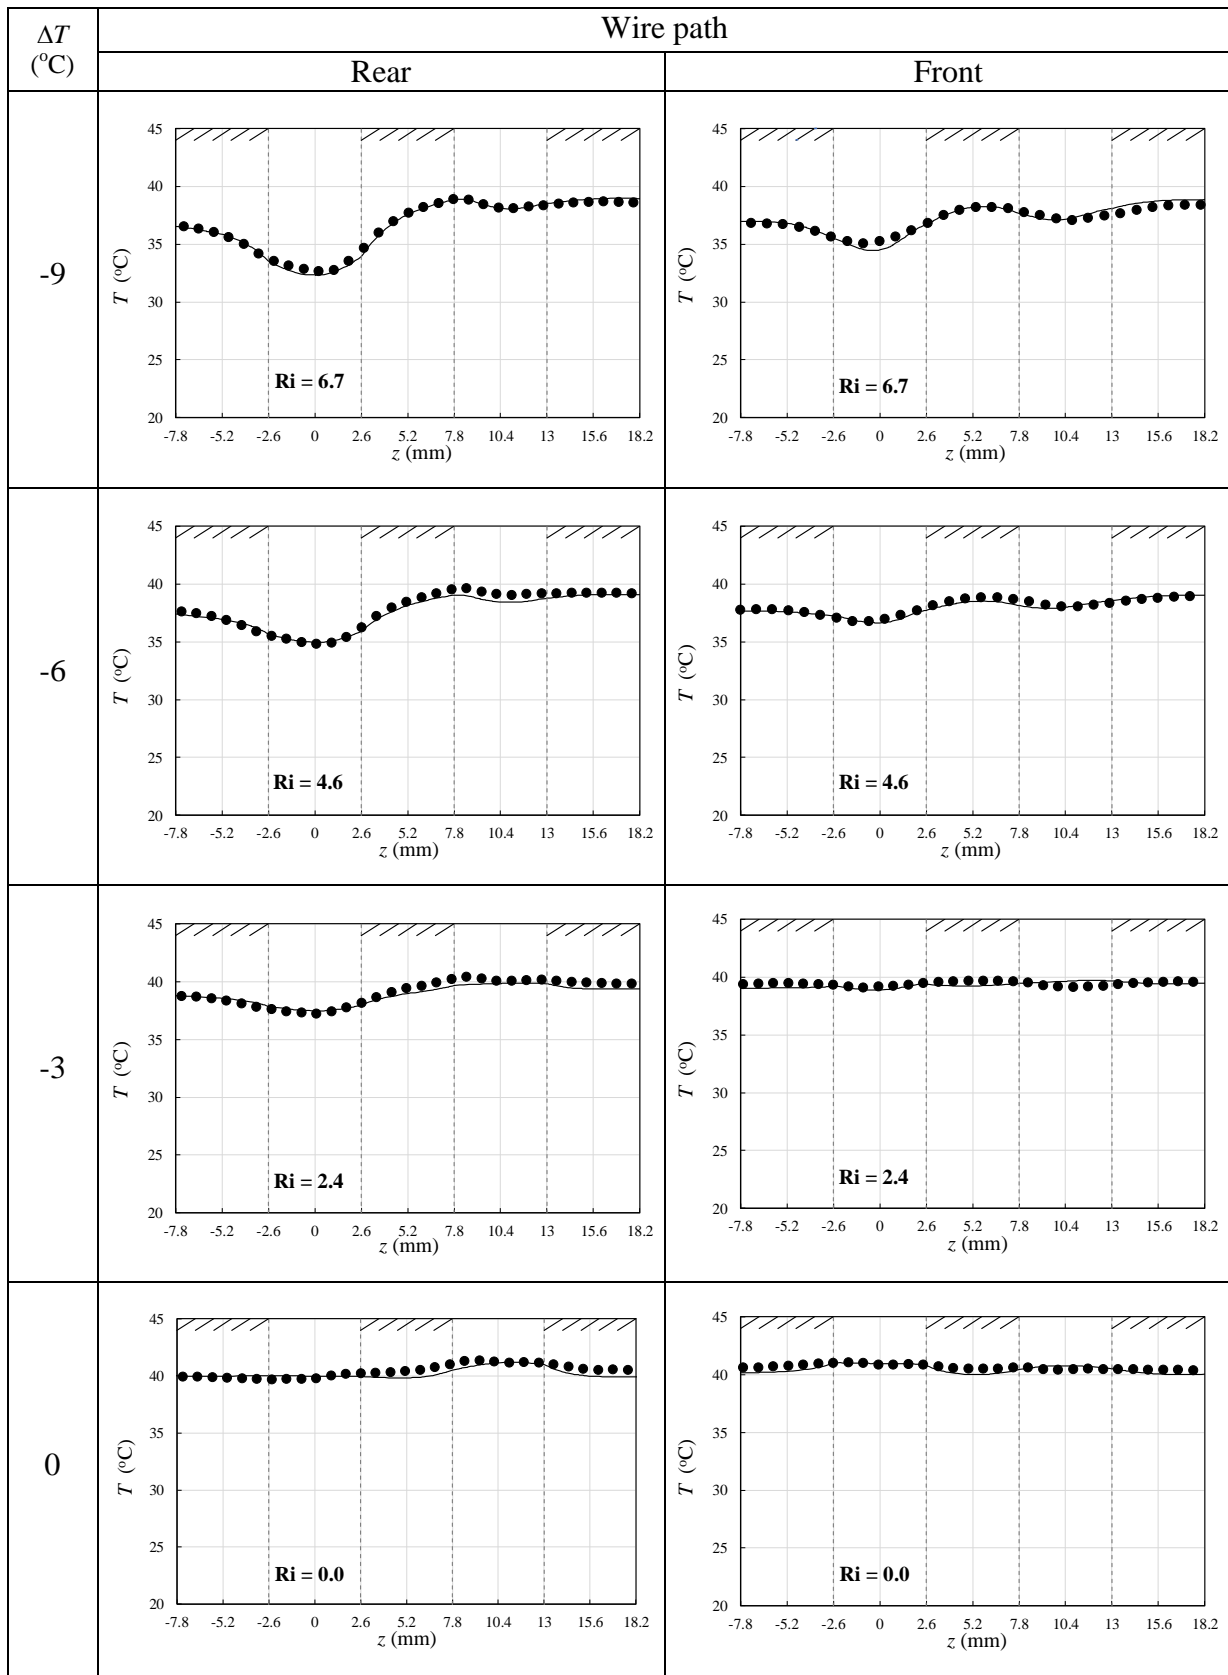 ΔT
(°C)
Wire path
Rear
Front
-9
45
40
35
30
25
20
T (°C)
Ri = 6.7
-7.8 -5.2 -2.6 0 2.6 5.2 7.8 10.4 13 15.6 18.2
z (mm)
45
40
35
30
25
20
T (°C)
Ri = 6.7
-7.8 -5.2 -2.6 0 2.6 5.2 7.8 10.4 13 15.6 18.2
z (mm)
-6
45
40
35
30
25
20
T (°C)
Ri = 4.6
-7.8 -5.2 -2.6 0 2.6 5.2 7.8 10.4 13 15.6 18.2
z (mm)
45
40
35
30
25
20
T (°C)
Ri = 4.6
-7.8 -5.2 -2.6 0 2.6 5.2 7.8 10.4 13 15.6 18.2
z (mm)
-3
45
40
35
30
25
20
T (°C)
Ri = 2.4
-7.8 -5.2 -2.6 0 2.6 5.2 7.8 10.4 13 15.6 18.2
z (mm)
45
40
35
30
25
20
T (°C)
Ri = 2.4
-7.8 -5.2 -2.6 0 2.6 5.2 7.8 10.4 13 15.6 18.2
z (mm)
0
45
40
35
30
25
20
T (°C)
Ri = 0.0
-7.8 -5.2 -2.6 0 2.6 5.2 7.8 10.4 13 15.6 18.2
z (mm)
45
40
35
30
25
20
T (°C)
Ri = 0.0
-7.8 -5.2 -2.6 0 2.6 5.2 7.8 10.4 13 15.6 18.2
z (mm)